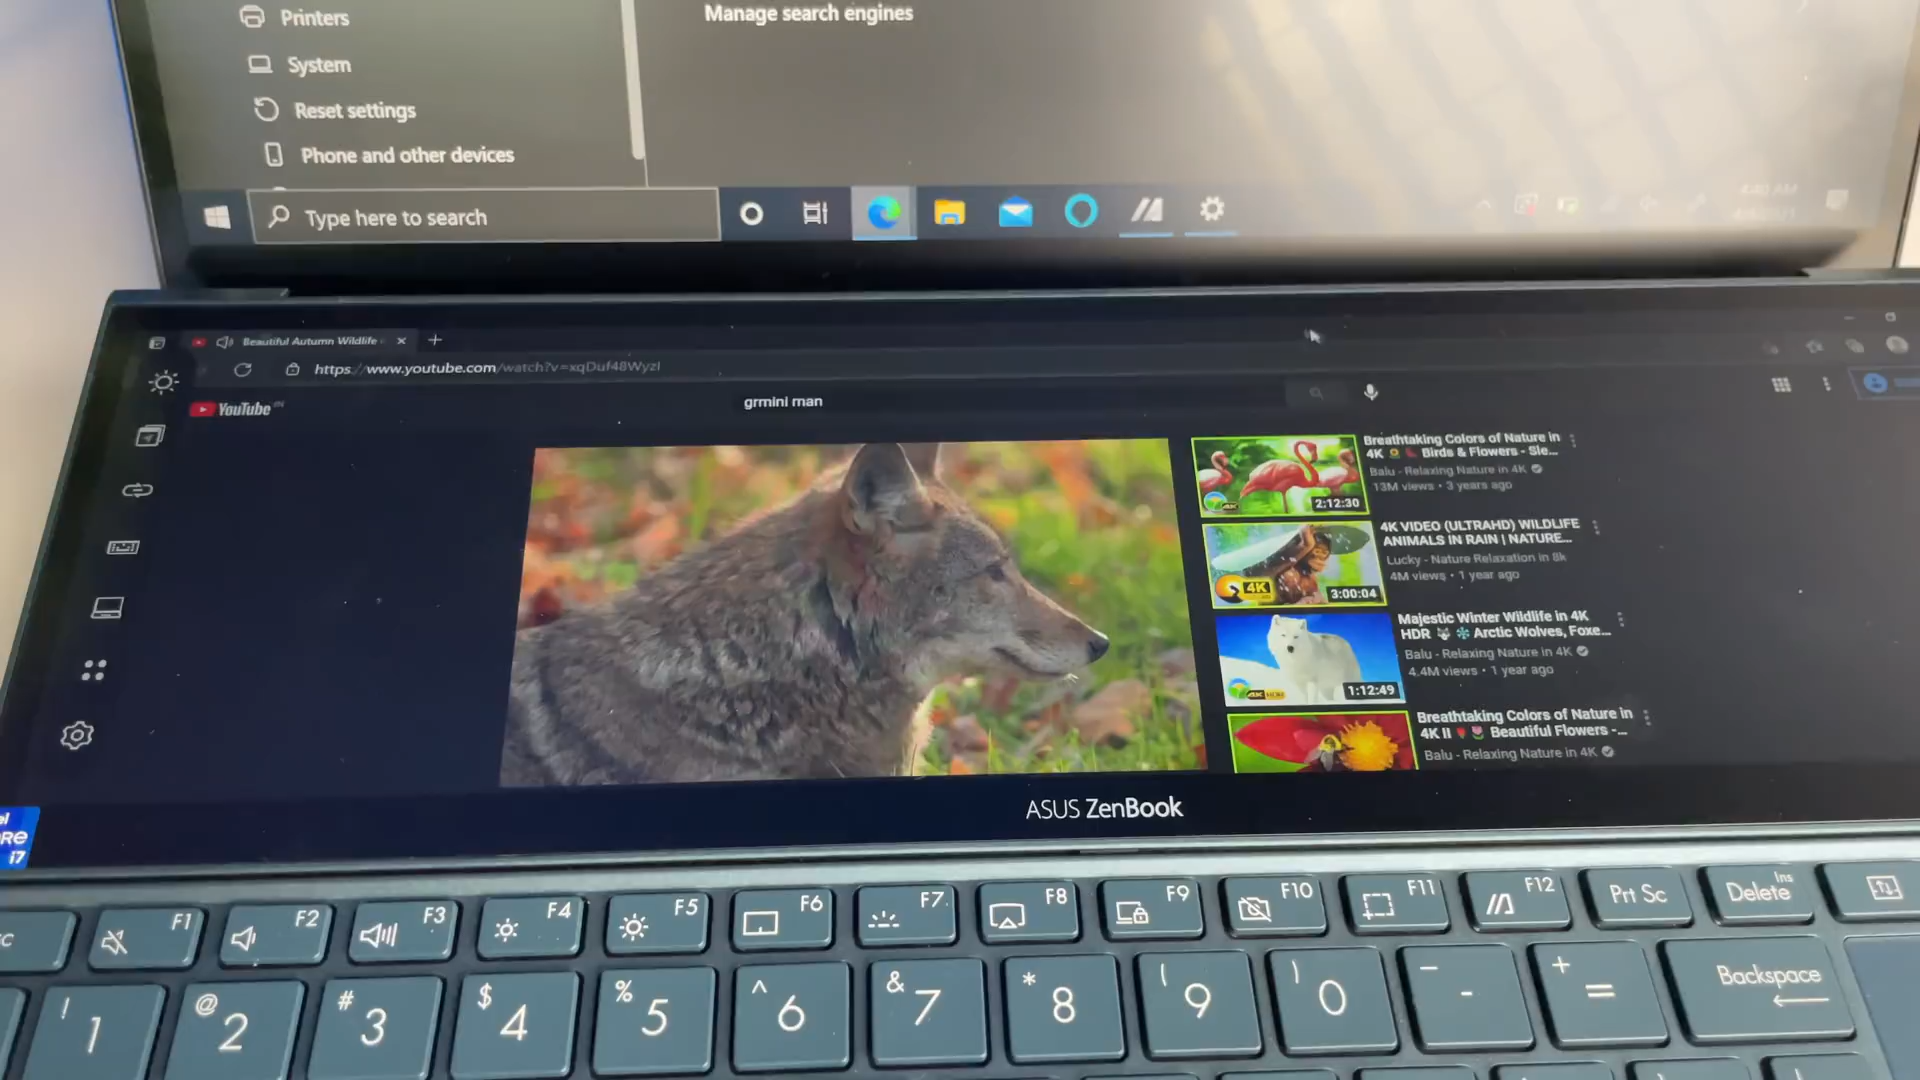 Printers
Manage search engines
System
Reset settings
Phone and other devices
Type here to search
4:40 AM
Beautiful Autumn Wildlife
https://www.youtube.com/watch?v=xqDuf48WyzI
YouTube
grmini man
Breathtaking Colors of Nature in
4K Birds & Flowers - Sle...
Balu - Relaxing Nature in 4K
13M views • 3 years ago
2:12:30
4K VIDEO (ULTRAHD) WILDLIFE
ANIMALS IN RAIN | NATURE...
Lucky - Nature Relaxation in 8k
4M views • 1 year ago
4K
3:00:04
Majestic Winter Wildlife in 4K
HDR Arctic Wolves, Foxe...
Balu - Relaxing Nature in 4K
4.4M views • 1 year ago
4K HDR
1:12:49
Breathtaking Colors of Nature in
4K II Beautiful Flowers -...
Balu - Relaxing Nature in 4K
ASUS ZenBook
i7
F1 F2 F3 F4 F5 F6 F7 F8 F9 F10 F11 F12 Prt Sc Ins Delete
! 1 @ 2 # 3 $ 4 % 5 ^ 6 & 7 * 8 ( 9 ) 0 _ - + = Backspace